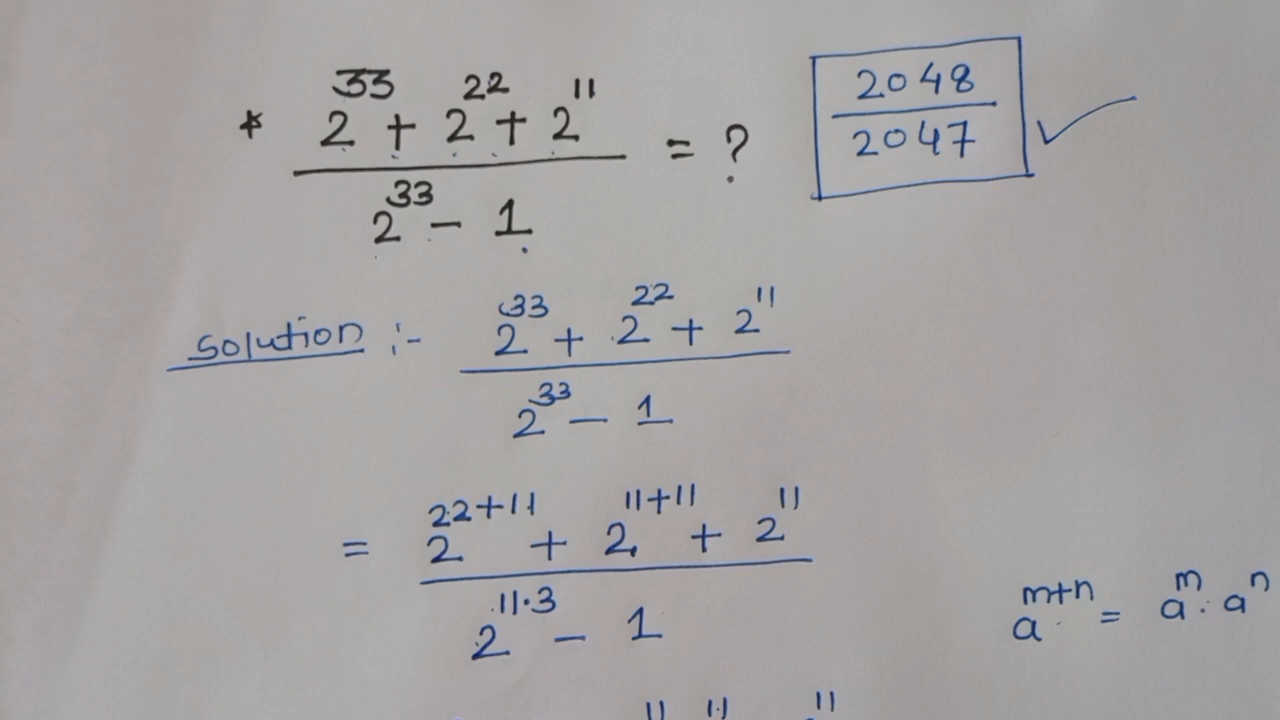 * (2^33 + 2^22 + 2^11) / (2^33 - 1) = ?
2048 / 2047 ✓
Solution :- (2^33 + 2^22 + 2^11) / (2^33 - 1)
= (2^(22+11) + 2^(11+11) + 2^11) / (2^(11·3) - 1)
a^(m+n) = a^m · a^n